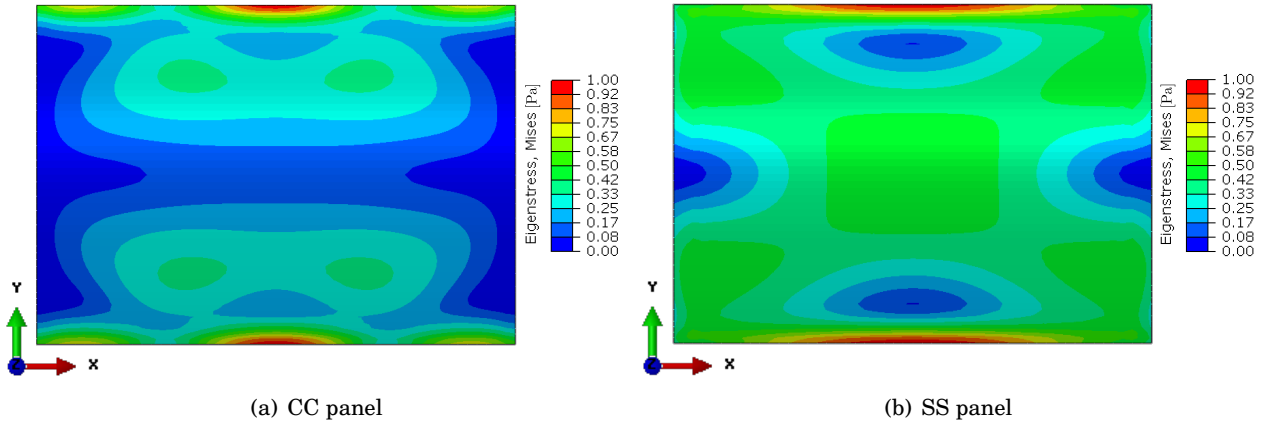 Eigenstress, Mises [Pa]
1.00
0.92
0.83
0.75
0.67
0.58
0.50
0.42
0.33
0.25
0.17
0.08
0.00
Y
Z
X
(a) CC panel
Eigenstress, Mises [Pa]
1.00
0.92
0.83
0.75
0.67
0.58
0.50
0.42
0.33
0.25
0.17
0.08
0.00
Y
Z
X
(b) SS panel